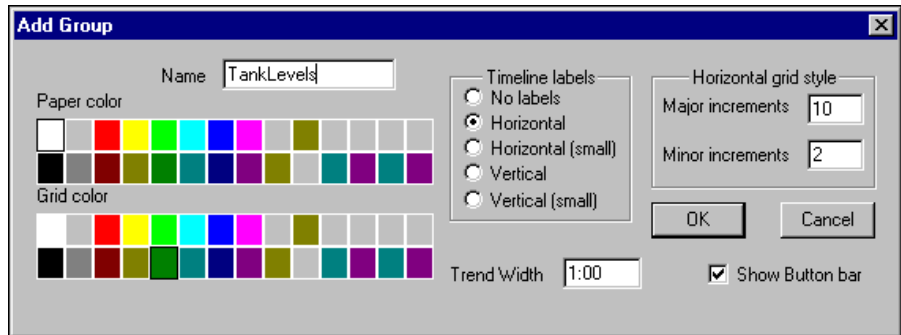 Add Group
Name TankLevels
Paper color
Grid color
Timeline labels
No labels
Horizontal
Horizontal (small)
Vertical
Vertical (small)
Horizontal grid style
Major increments 10
Minor increments 2
OK Cancel
Trend Width 1:00
Show Button bar